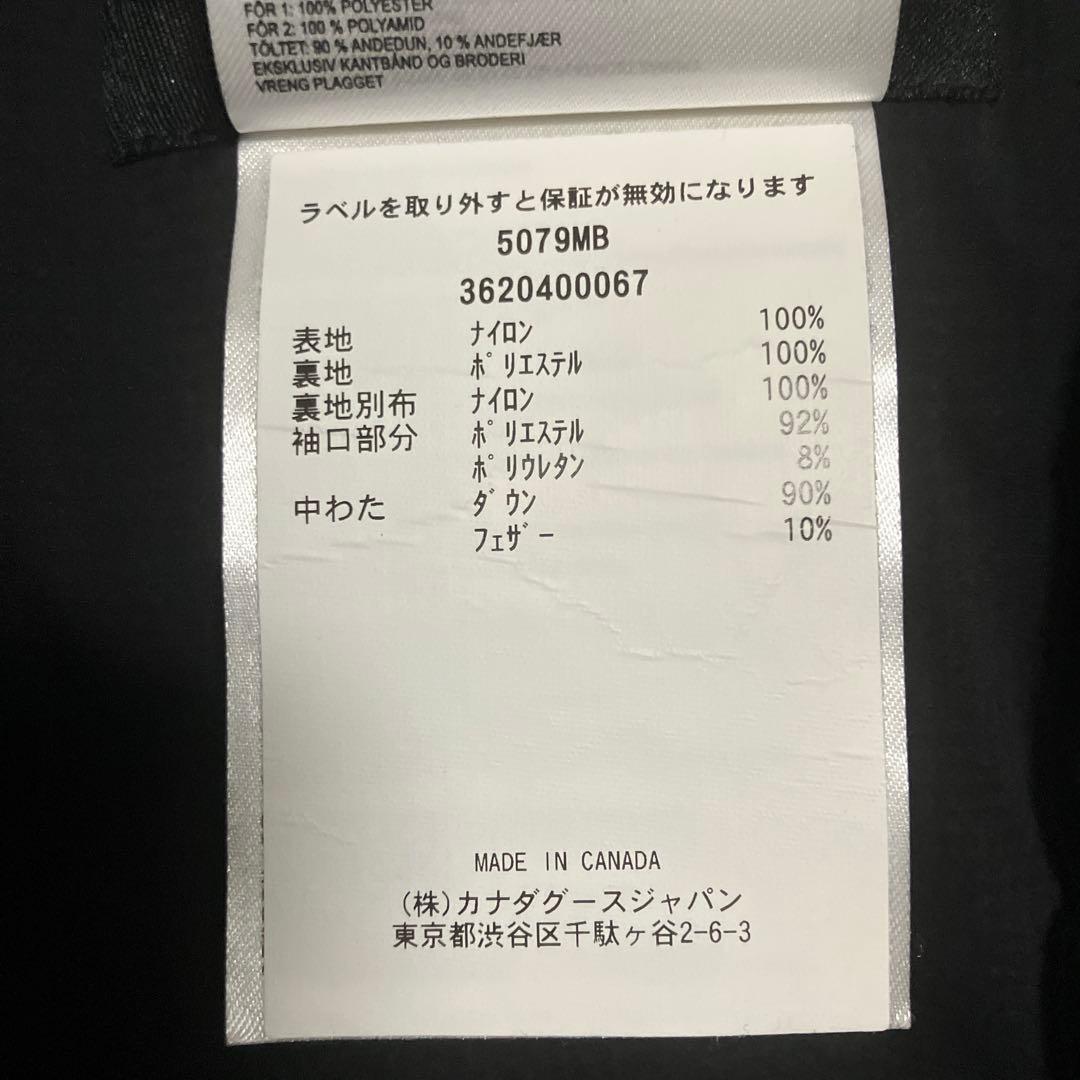 FÔR 1: 100% POLYESTER
FÔR 2: 100 % POLYAMID
TÖLTET: 90 % ANDEDUN, 10 % ANDEFJÆR
EKSKLUSIV KANTBÅND OG BRODERI
VRENG PLAGGET
ラベルを取り外すと保証が無効になります
5079MB
3620400067
表地 ナイロン 100%
裏地 ポリエステル 100%
裏地別布 ナイロン 100%
袖口部分 ポリエステル 92%
ポリウレタン 8%
中わた ダウン 90%
フェザー 10%
MADE IN CANADA
(株)カナダグースジャパン
東京都渋谷区千駄ヶ谷2-6-3